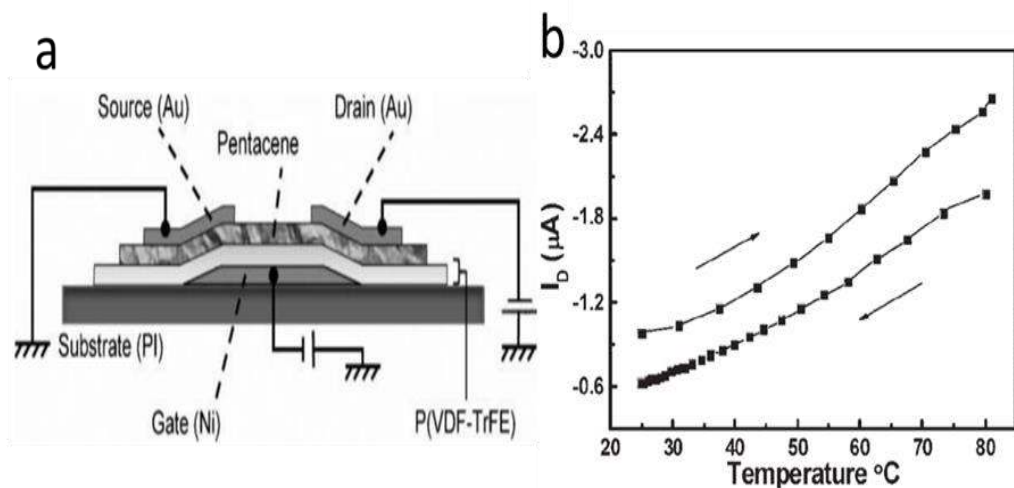 a
Source (Au)
Drain (Au)
Pentacene
Substrate (PI)
Gate (Ni)
P(VDF-TrFE)
b
-3.0
-2.4
-1.8
-1.2
-0.6
I_D (μA)
20 30 40 50 60 70 80
Temperature °C